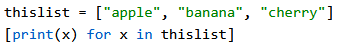 thislist = ["apple", "banana", "cherry"]
[print(x) for x in thislist]